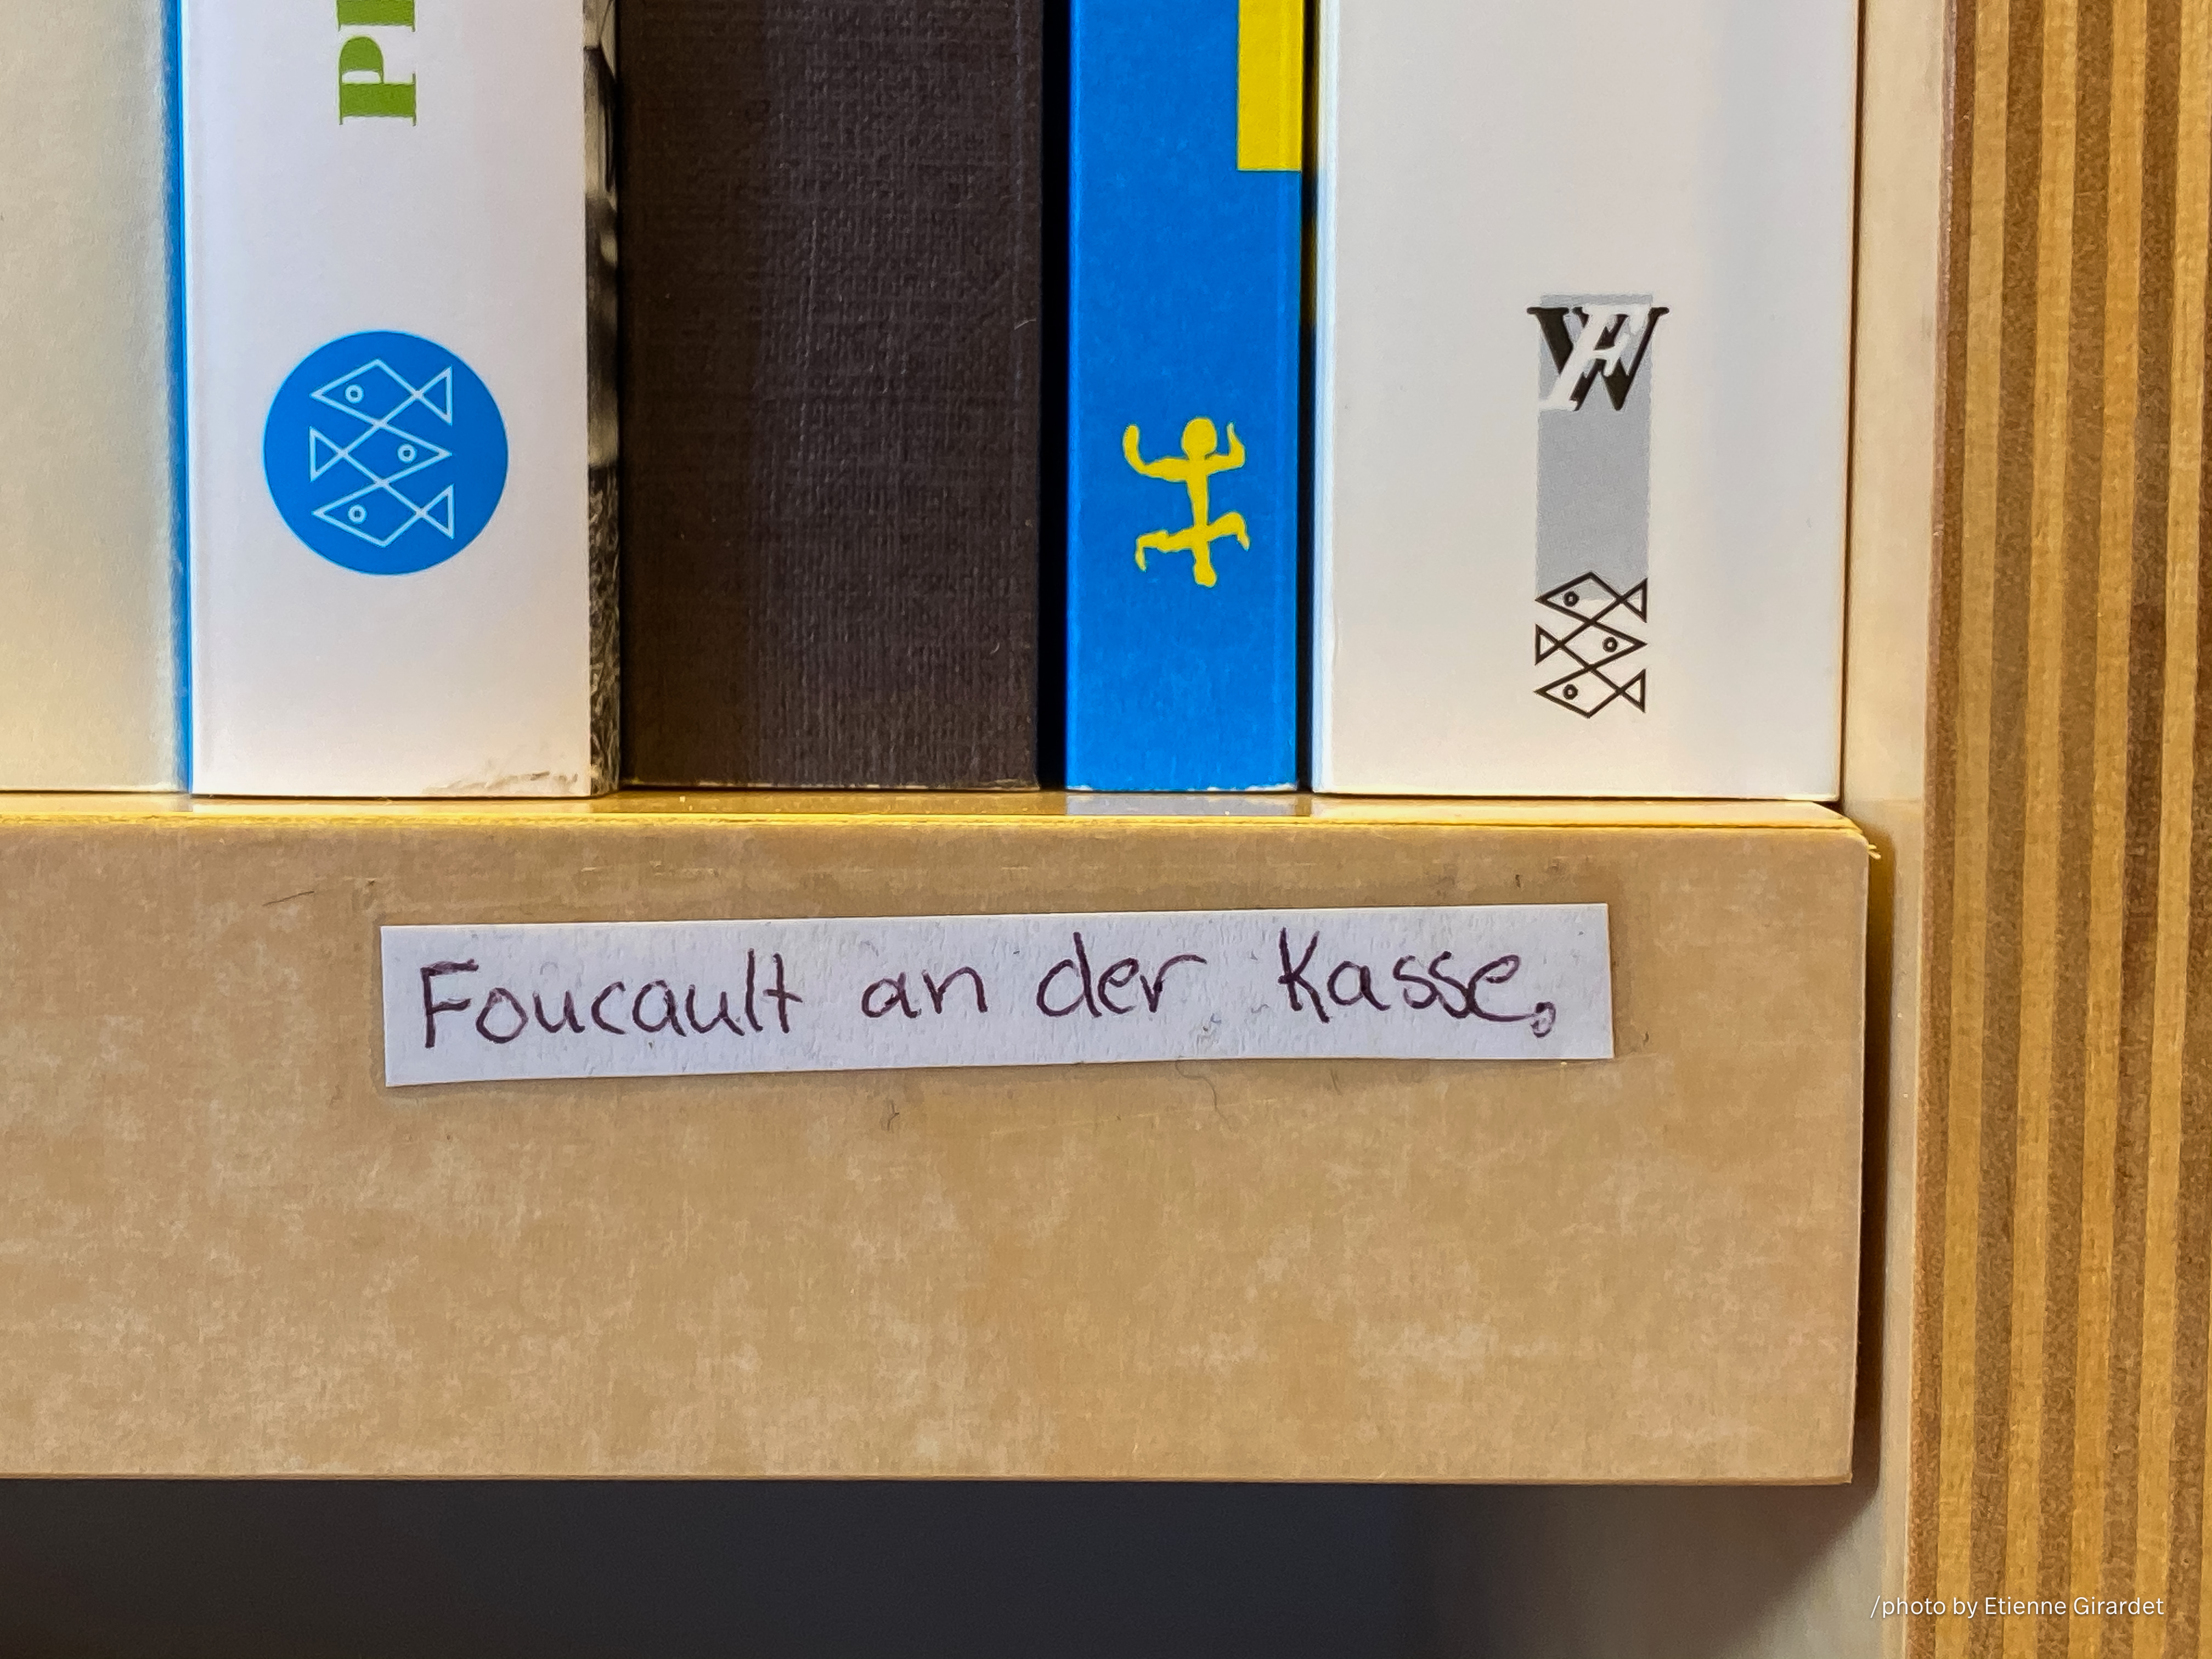 Foucault an der Kasse.
/photo by Etienne Girardet